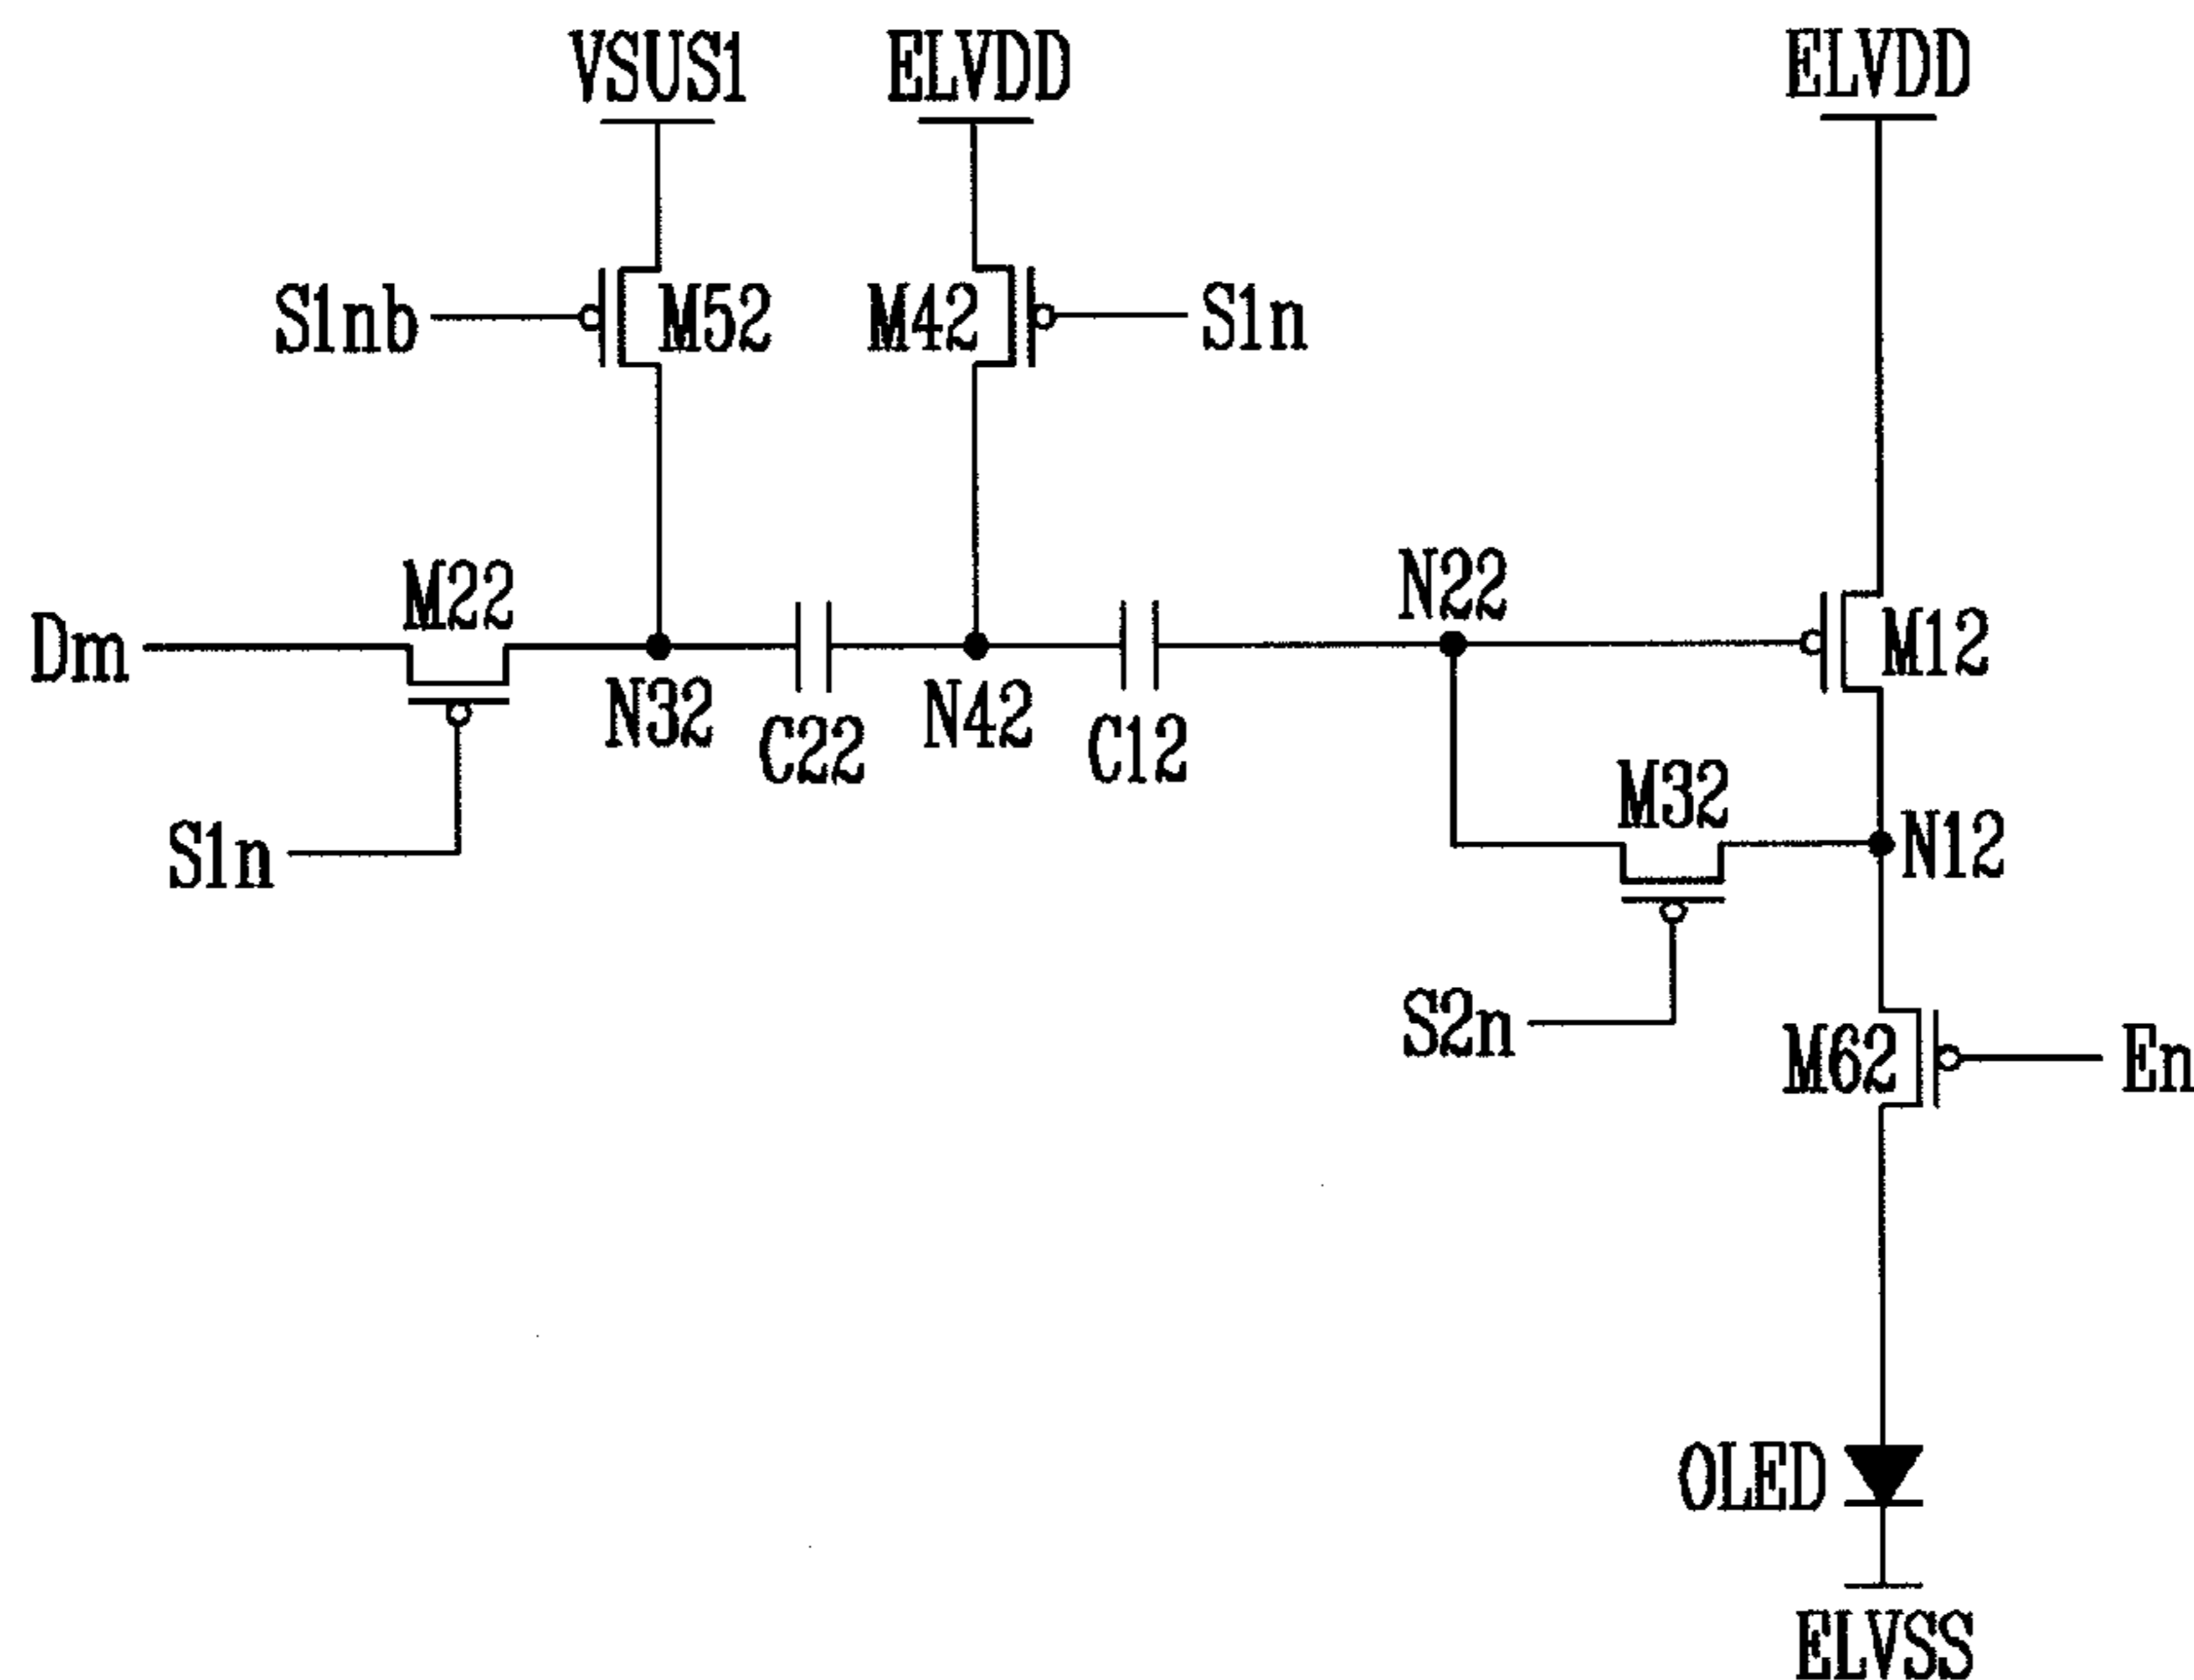 VSUS1 ELVDD ELVDD
S1nb M52 M42 S1n
M22 N22
Dm M12
N32 N42
C22 C12
M32
S1n N12
S2n
M62 En
OLED
ELVSS